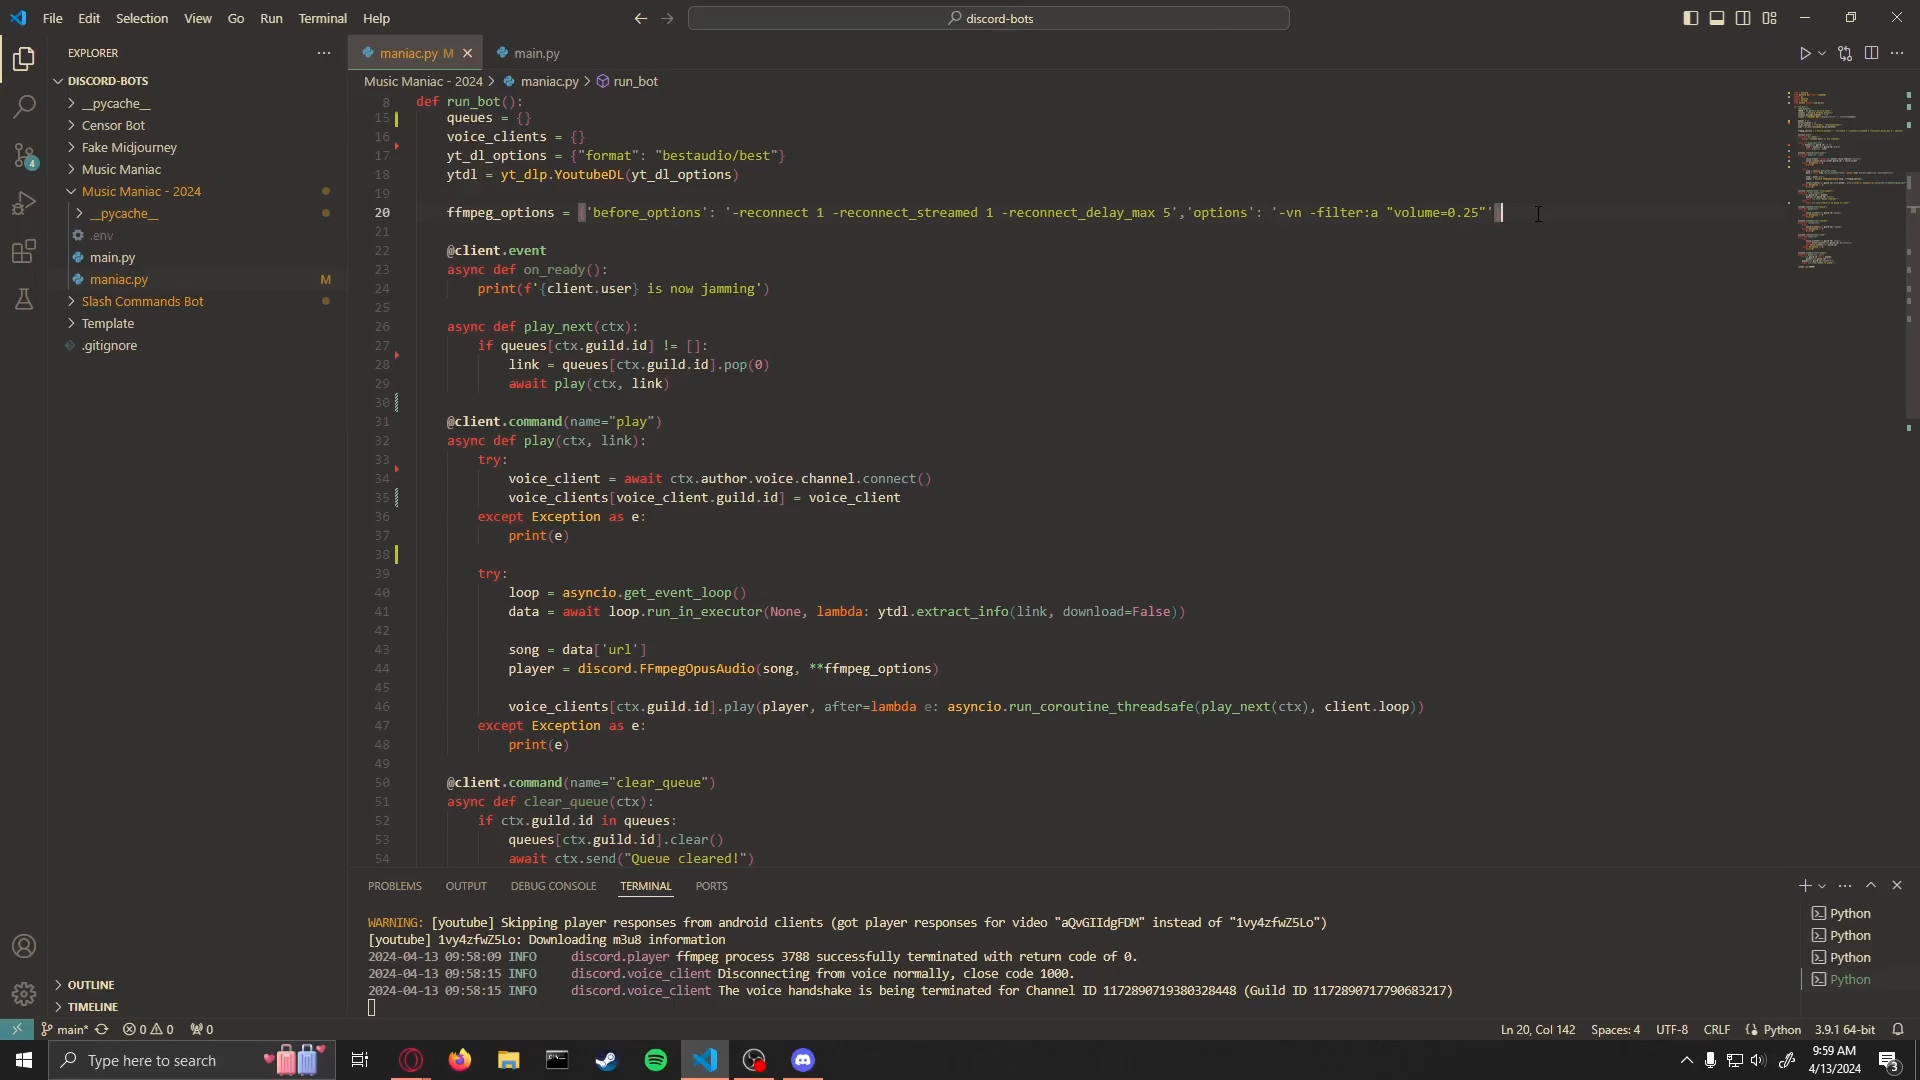 File Edit Selection View Go Run Terminal Help
discord-bots
EXPLORER
maniac.py M
main.py
DISCORD-BOTS
__pycache__
Censor Bot
Fake Midjourney
Music Maniac
Music Maniac - 2024
__pycache__
.env
main.py
maniac.py M
Slash Commands Bot
Template
.gitignore
OUTLINE
TIMELINE
4
Music Maniac - 2024 > maniac.py > run_bot
8 def run_bot():
15 queues = {}
16 voice_clients = {}
17 yt_dl_options = {"format": "bestaudio/best"}
18 ytdl = yt_dlp.YoutubeDL(yt_dl_options)
19
20 ffmpeg_options = {'before_options': '-reconnect 1 -reconnect_streamed 1 -reconnect_delay_max 5','options': '-vn -filter:a "volume=0.25"'}
21
22 @client.event
23 async def on_ready():
24 print(f'{client.user} is now jamming')
25
26 async def play_next(ctx):
27 if queues[ctx.guild.id] != []:
28 link = queues[ctx.guild.id].pop(0)
29 await play(ctx, link)
30
31 @client.command(name="play")
32 async def play(ctx, link):
33 try:
34 voice_client = await ctx.author.voice.channel.connect()
35 voice_clients[voice_client.guild.id] = voice_client
36 except Exception as e:
37 print(e)
38
39 try:
40 loop = asyncio.get_event_loop()
41 data = await loop.run_in_executor(None, lambda: ytdl.extract_info(link, download=False))
42
43 song = data['url']
44 player = discord.FFmpegOpusAudio(song, **ffmpeg_options)
45
46 voice_clients[ctx.guild.id].play(player, after=lambda e: asyncio.run_coroutine_threadsafe(play_next(ctx), client.loop))
47 except Exception as e:
48 print(e)
49
50 @client.command(name="clear_queue")
51 async def clear_queue(ctx):
52 if ctx.guild.id in queues:
53 queues[ctx.guild.id].clear()
54 await ctx.send("Queue cleared!")
PROBLEMS OUTPUT DEBUG CONSOLE TERMINAL PORTS
WARNING: [youtube] Skipping player responses from android clients (got player responses for video "aQvGIIdgFDM" instead of "1vy4zfwZ5Lo")
[youtube] 1vy4zfwZ5Lo: Downloading m3u8 information
2024-04-13 09:58:09 INFO discord.player ffmpeg process 3788 successfully terminated with return code of 0.
2024-04-13 09:58:15 INFO discord.voice_client Disconnecting from voice normally, close code 1000.
2024-04-13 09:58:15 INFO discord.voice_client The voice handshake is being terminated for Channel ID 1172890719380328448 (Guild ID 1172890717790683217)
Python
Python
Python
Python
main* 0 0 0
Ln 20, Col 142 Spaces: 4 UTF-8 CRLF Python 3.9.1 64-bit
Type here to search
9:59 AM
4/13/2024
3